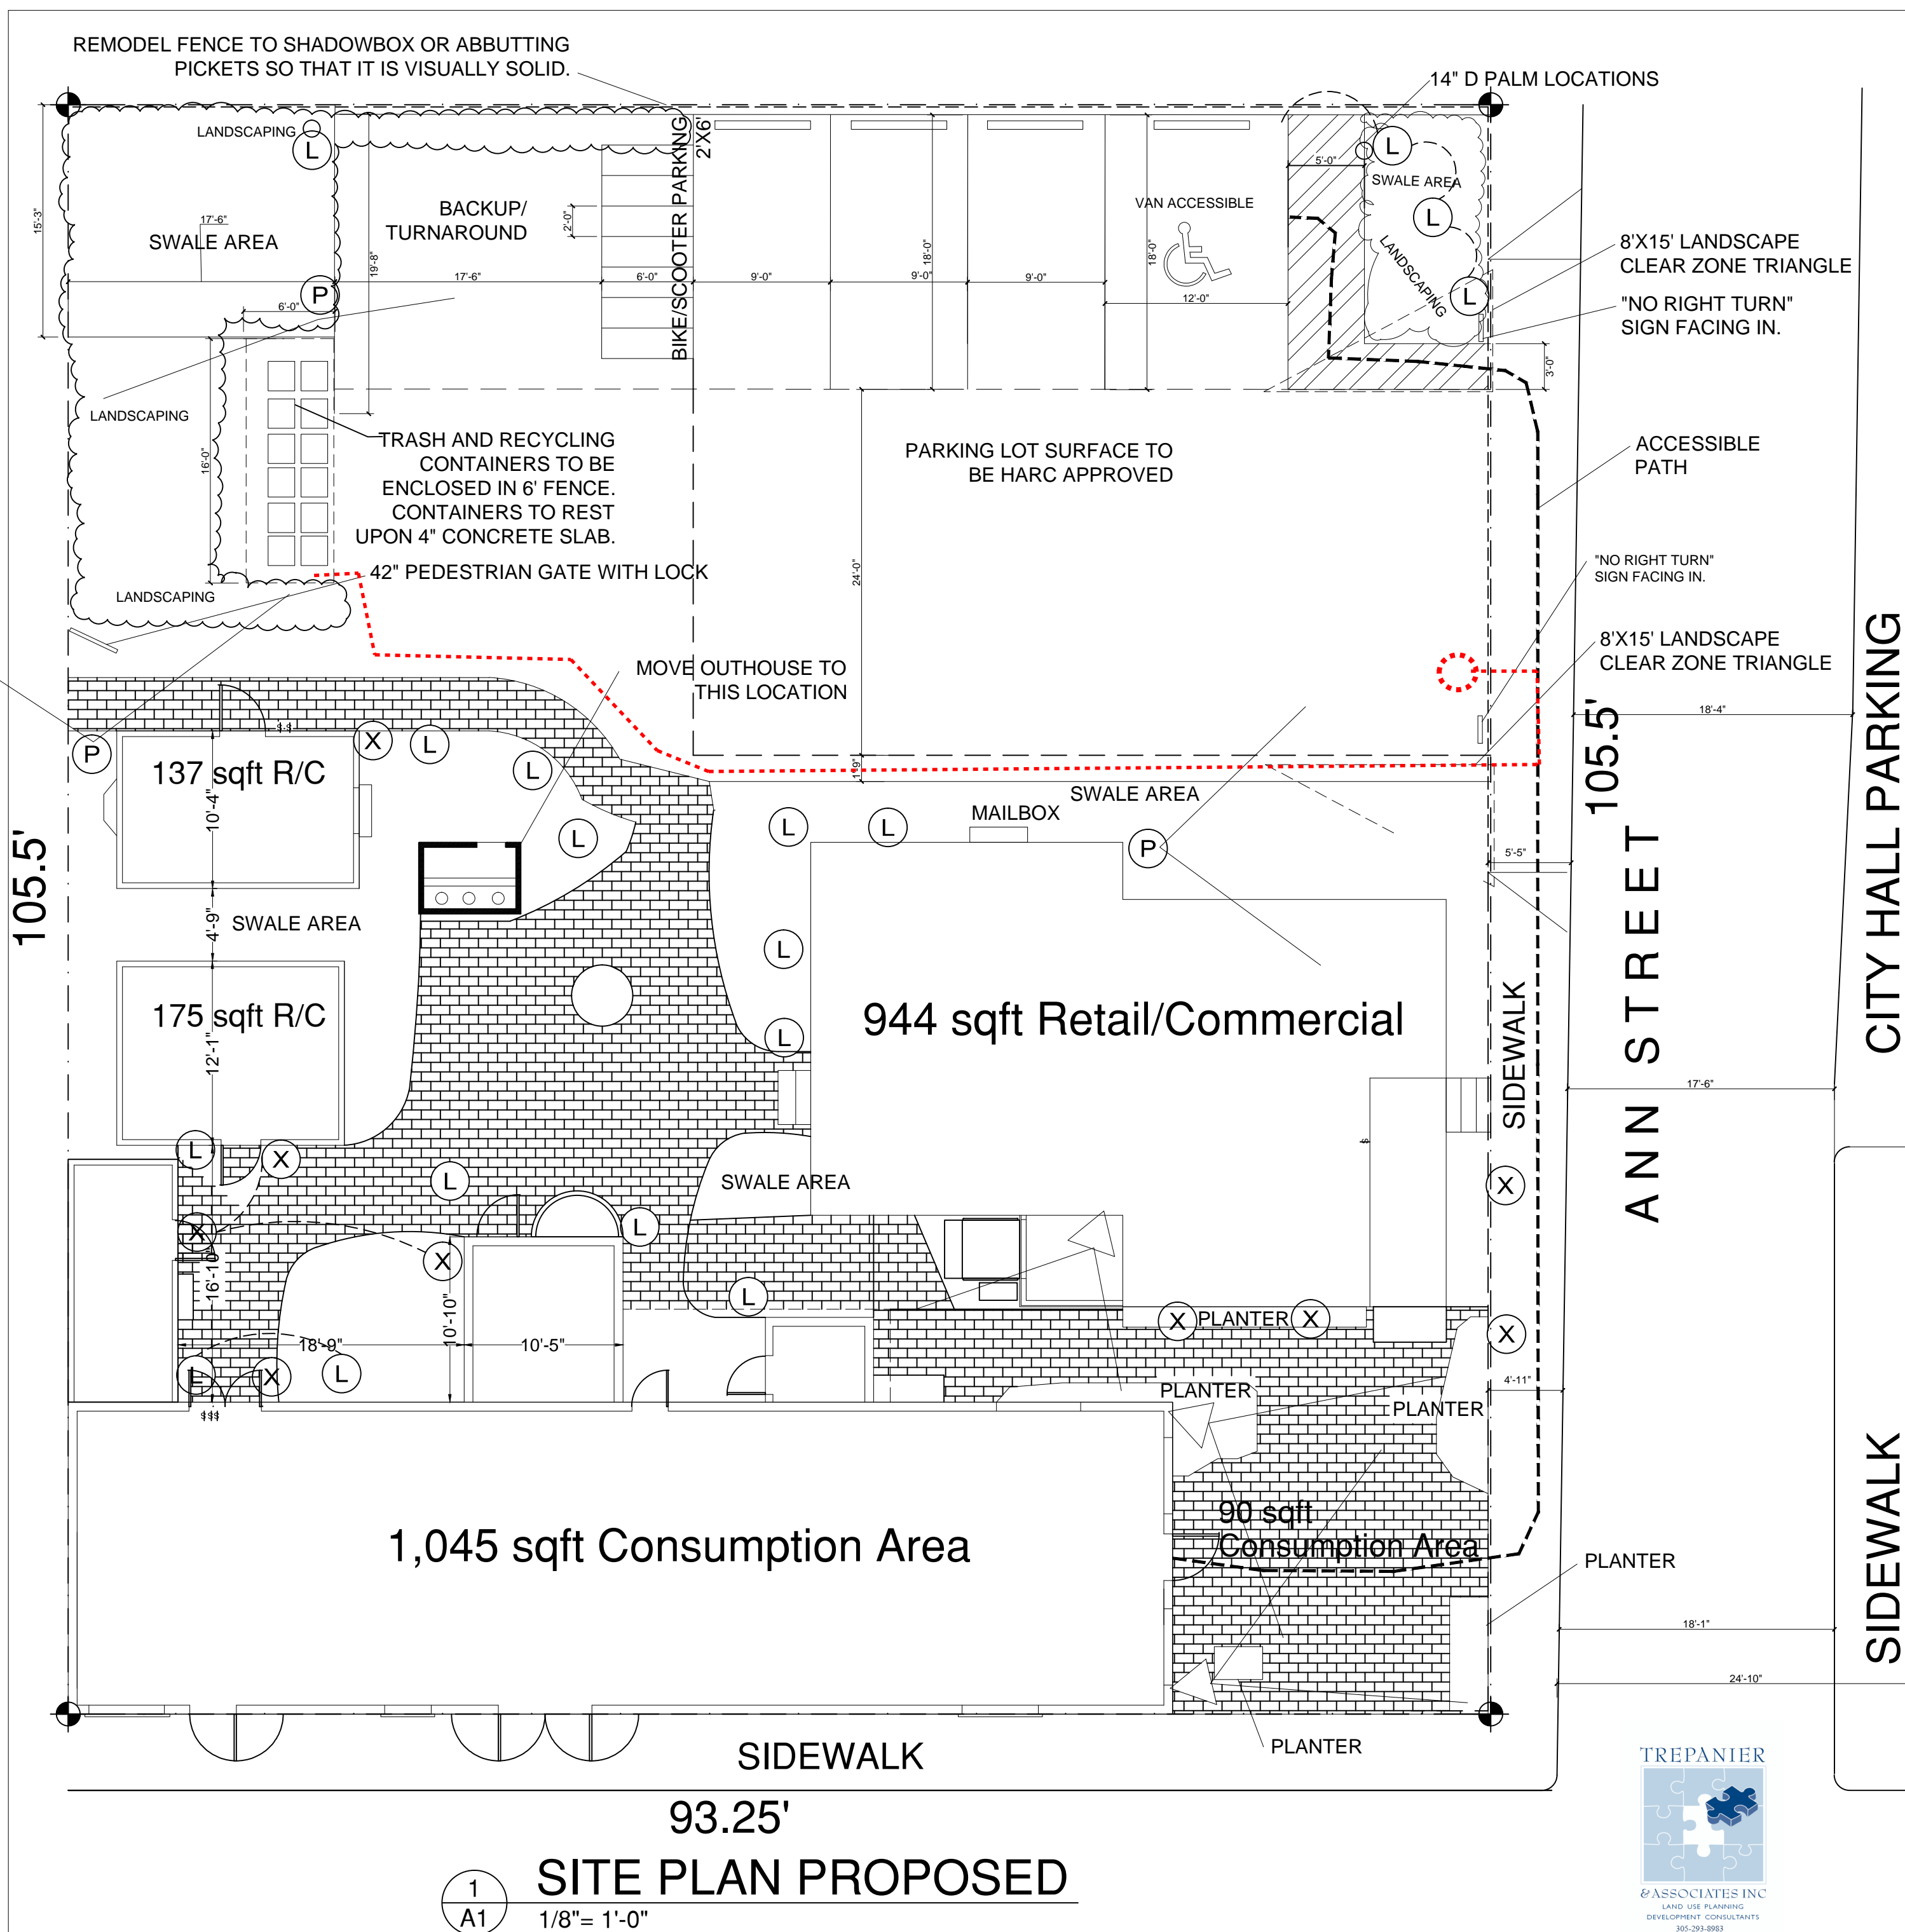 REMODEL FENCE TO SHADOWBOX OR ABBUTTING
PICKETS SO THAT IT IS VISUALLY SOLID.
14" D PALM LOCATIONS
LANDSCAPING
L
15'-3"
17'-6"
SWALE AREA
P
6'-0"
BACKUP/
TURNAROUND
19'-8"
17'-6"
2'-0"
6'-0"
BIKE/SCOOTER PARKING
2'X6'
9'-0"
18'-0"
9'-0"
9'-0"
18'-0"
VAN ACCESSIBLE
12'-0"
5'-0"
L
SWALE AREA
L
LANDSCAPING
L
3'-0"
8'X15' LANDSCAPE
CLEAR ZONE TRIANGLE
"NO RIGHT TURN"
SIGN FACING IN.
LANDSCAPING
16'-0"
TRASH AND RECYCLING
CONTAINERS TO BE
ENCLOSED IN 6' FENCE.
CONTAINERS TO REST
UPON 4" CONCRETE SLAB.
42" PEDESTRIAN GATE WITH LOCK
LANDSCAPING
PARKING LOT SURFACE TO
BE HARC APPROVED
24'-0"
ACCESSIBLE
PATH
"NO RIGHT TURN"
SIGN FACING IN.
8'X15' LANDSCAPE
CLEAR ZONE TRIANGLE
MOVE OUTHOUSE TO
THIS LOCATION
18'-4"
105.5'
P
137 sqft R/C
10'-4"
X
L
L
L
1'-9"
SWALE AREA
MAILBOX
L
L
P
5'-5"
105.5'
4'-9"
SWALE AREA
175 sqft R/C
12'-1"
L
L
944 sqft Retail/Commercial
SIDEWALK
ANN STREET
CITY HALL PARKING
17'-6"
L
X
L
SWALE AREA
X
X
L
X
16'-10"
10'-10"
L
X
PLANTER
X
X
18'-9"
10'-5"
L
X
L
4'-11"
PLANTER
PLANTER
1,045 sqft Consumption Area
90 sqft
Consumption Area
PLANTER
SIDEWALK
18'-1"
24'-10"
PLANTER
SIDEWALK
93.25'
1
A1
SITE PLAN PROPOSED
1/8"= 1'-0"
TREPANIER
&ASSOCIATES INC
LAND USE PLANNING
DEVELOPMENT CONSULTANTS
305-293-8983